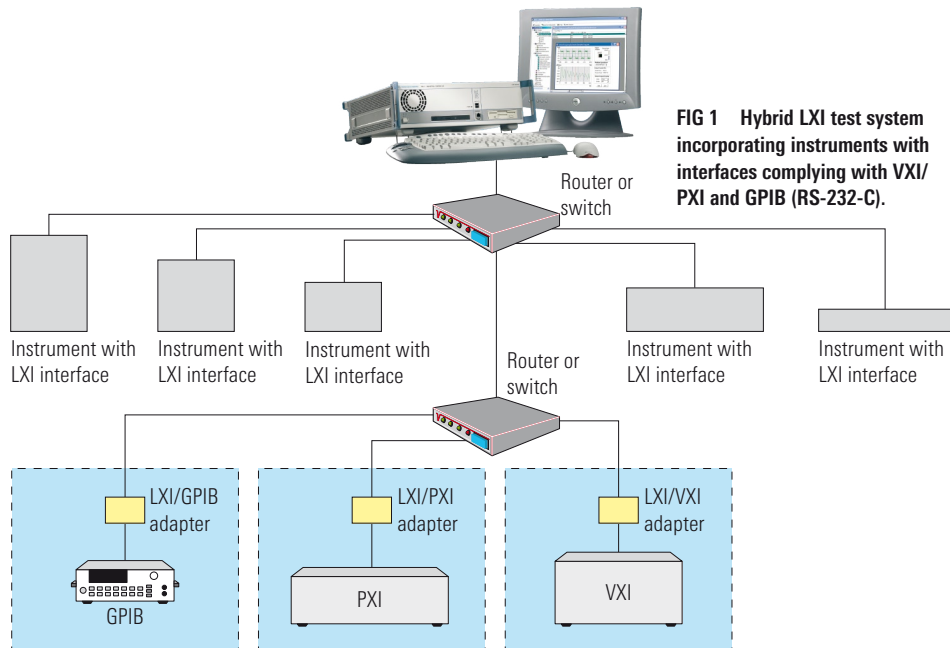 FIG 1 Hybrid LXI test system
incorporating instruments with
interfaces complying with VXI/
PXI and GPIB (RS-232-C).
Router or
switch
Instrument with
LXI interface
Instrument with
LXI interface
Instrument with
LXI interface
Instrument with
LXI interface
Instrument with
LXI interface
Router or
switch
LXI/GPIB
adapter
GPIB
LXI/PXI
adapter
PXI
LXI/VXI
adapter
VXI